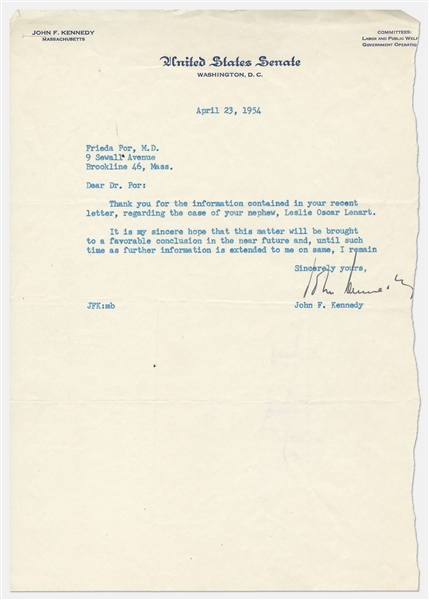 JOHN F. KENNEDY
MASSACHUSETTS
COMMITTEES:
LABOR AND PUBLIC WELF
GOVERNMENT OPERATIO
United States Senate
WASHINGTON, D. C.
April 23, 1954
Frieda Por, M.D.
9 Sewall Avenue
Brookline 46, Mass.
Dear Dr. Por:
Thank you for the information contained in your recent
letter, regarding the case of your nephew, Leslie Oscar Lenart.
It is my sincere hope that this matter will be brought
to a favorable conclusion in the near future and, until such
time as further information is extended to me on same, I remain
Sincerely yours,
John Kennedy
JFK:mb
John F. Kennedy